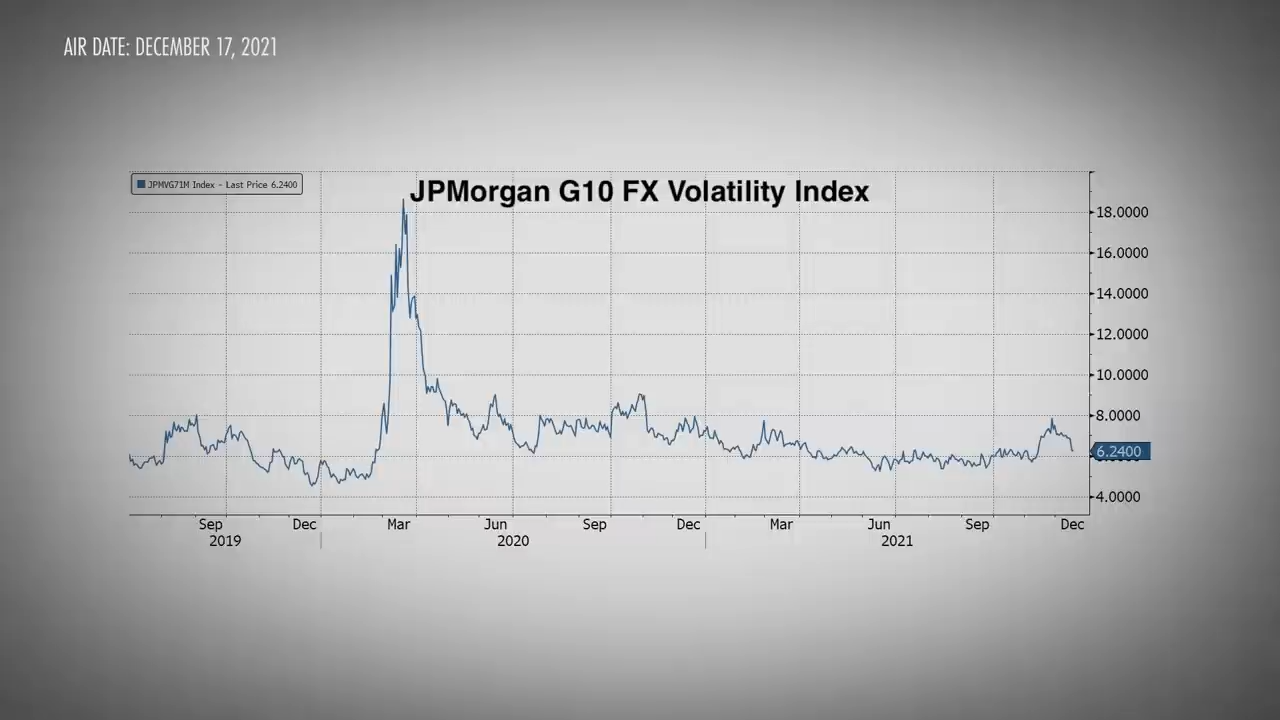 AIR DATE: DECEMBER 17, 2021
JPMVG71M Index - Last Price 6.2400
JPMorgan G10 FX Volatility Index
18.0000
16.0000
14.0000
12.0000
10.0000
8.0000
6.2400
4.0000
Sep Dec Mar Jun Sep Dec Mar Jun Sep Dec
2019 2020 2021